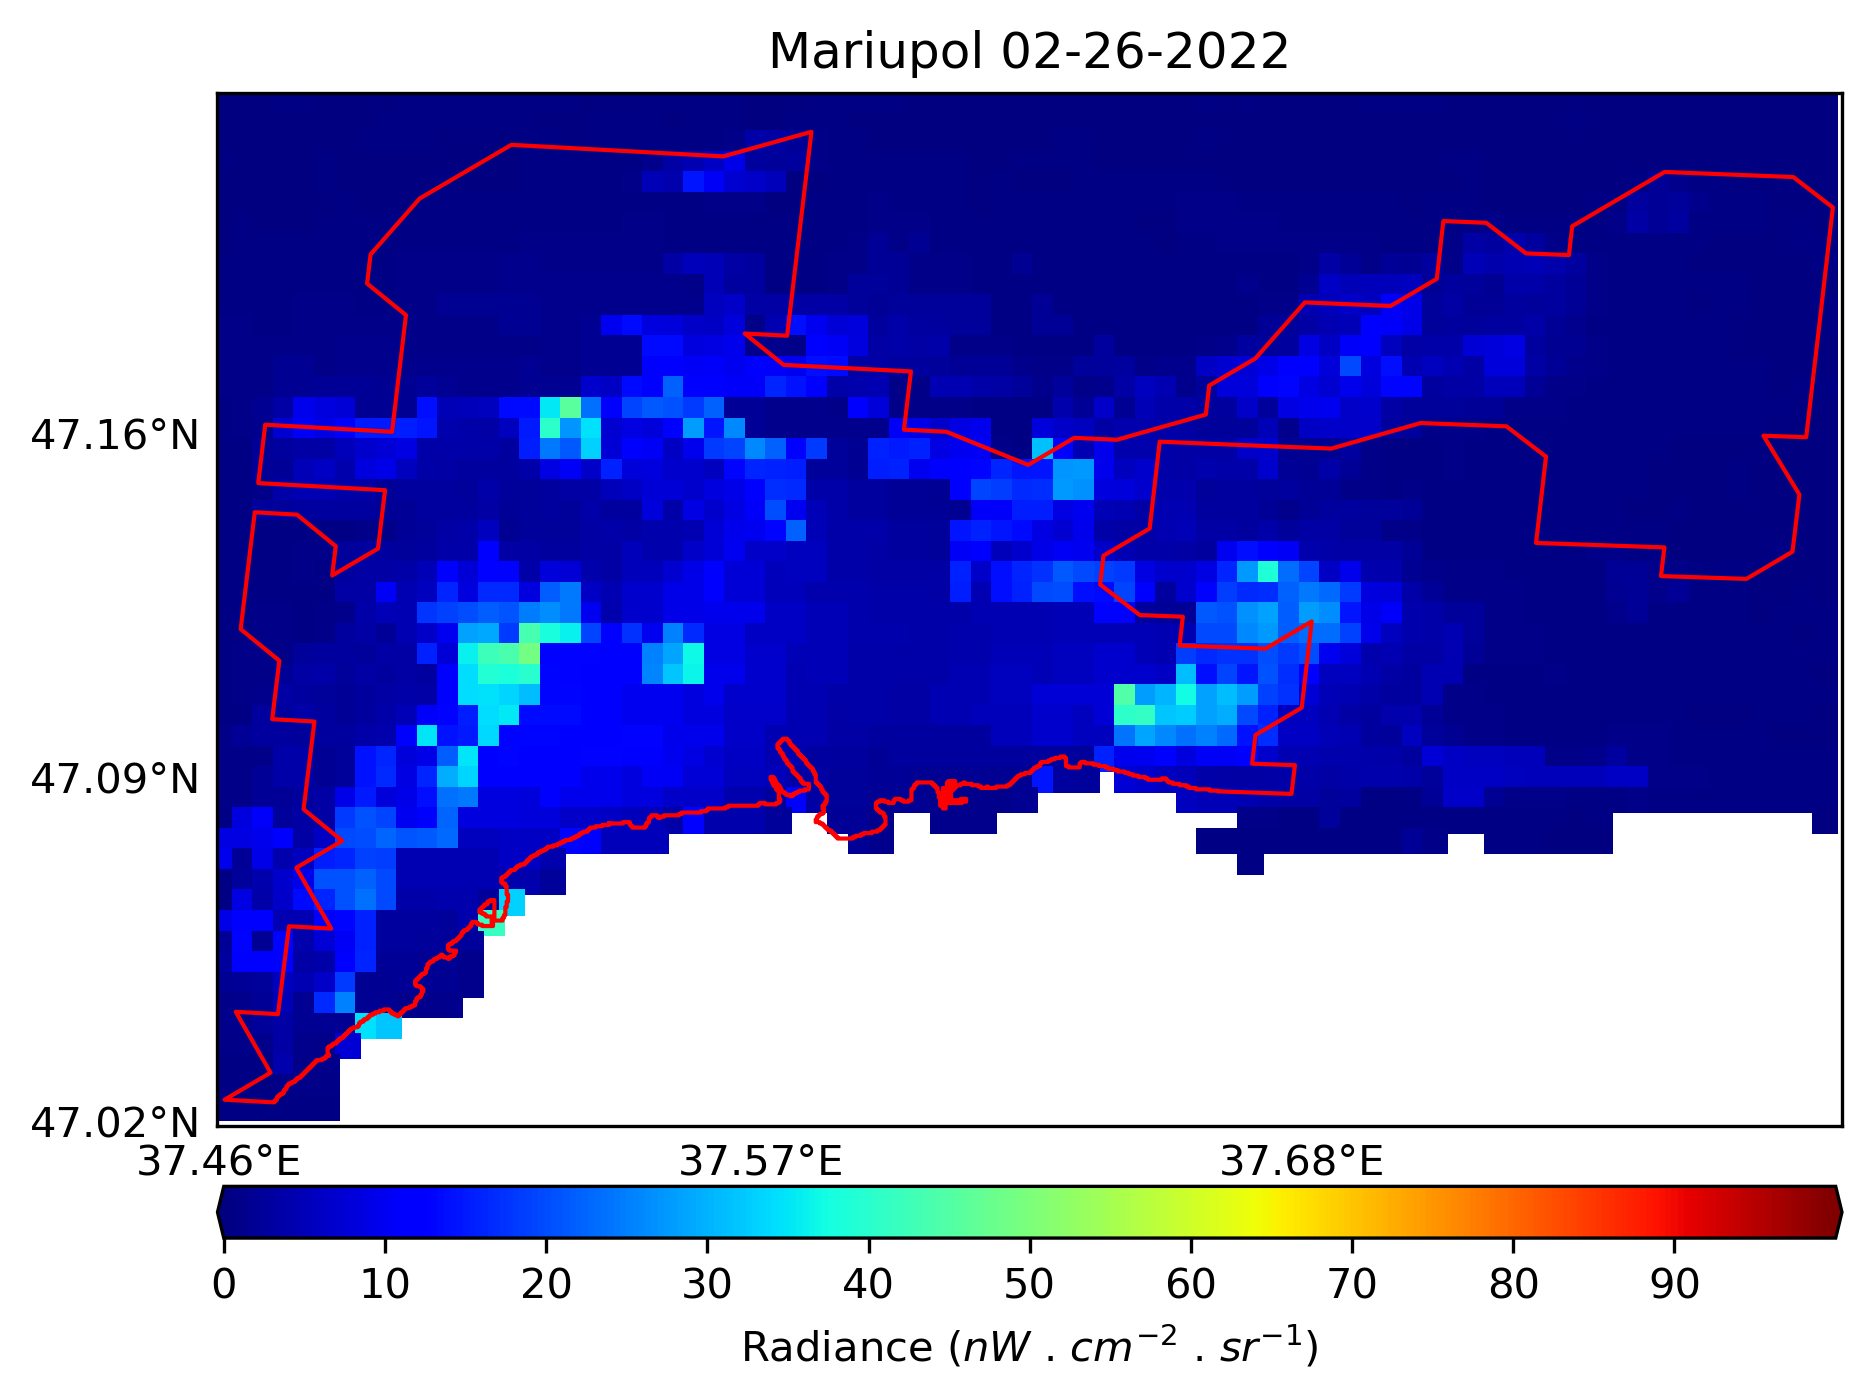 Mariupol 02-26-2022
47.16°N
47.09°N
47.02°N
37.46°E 37.57°E 37.68°E
0 10 20 30 40 50 60 70 80 90
Radiance (nW . cm⁻² . sr⁻¹)